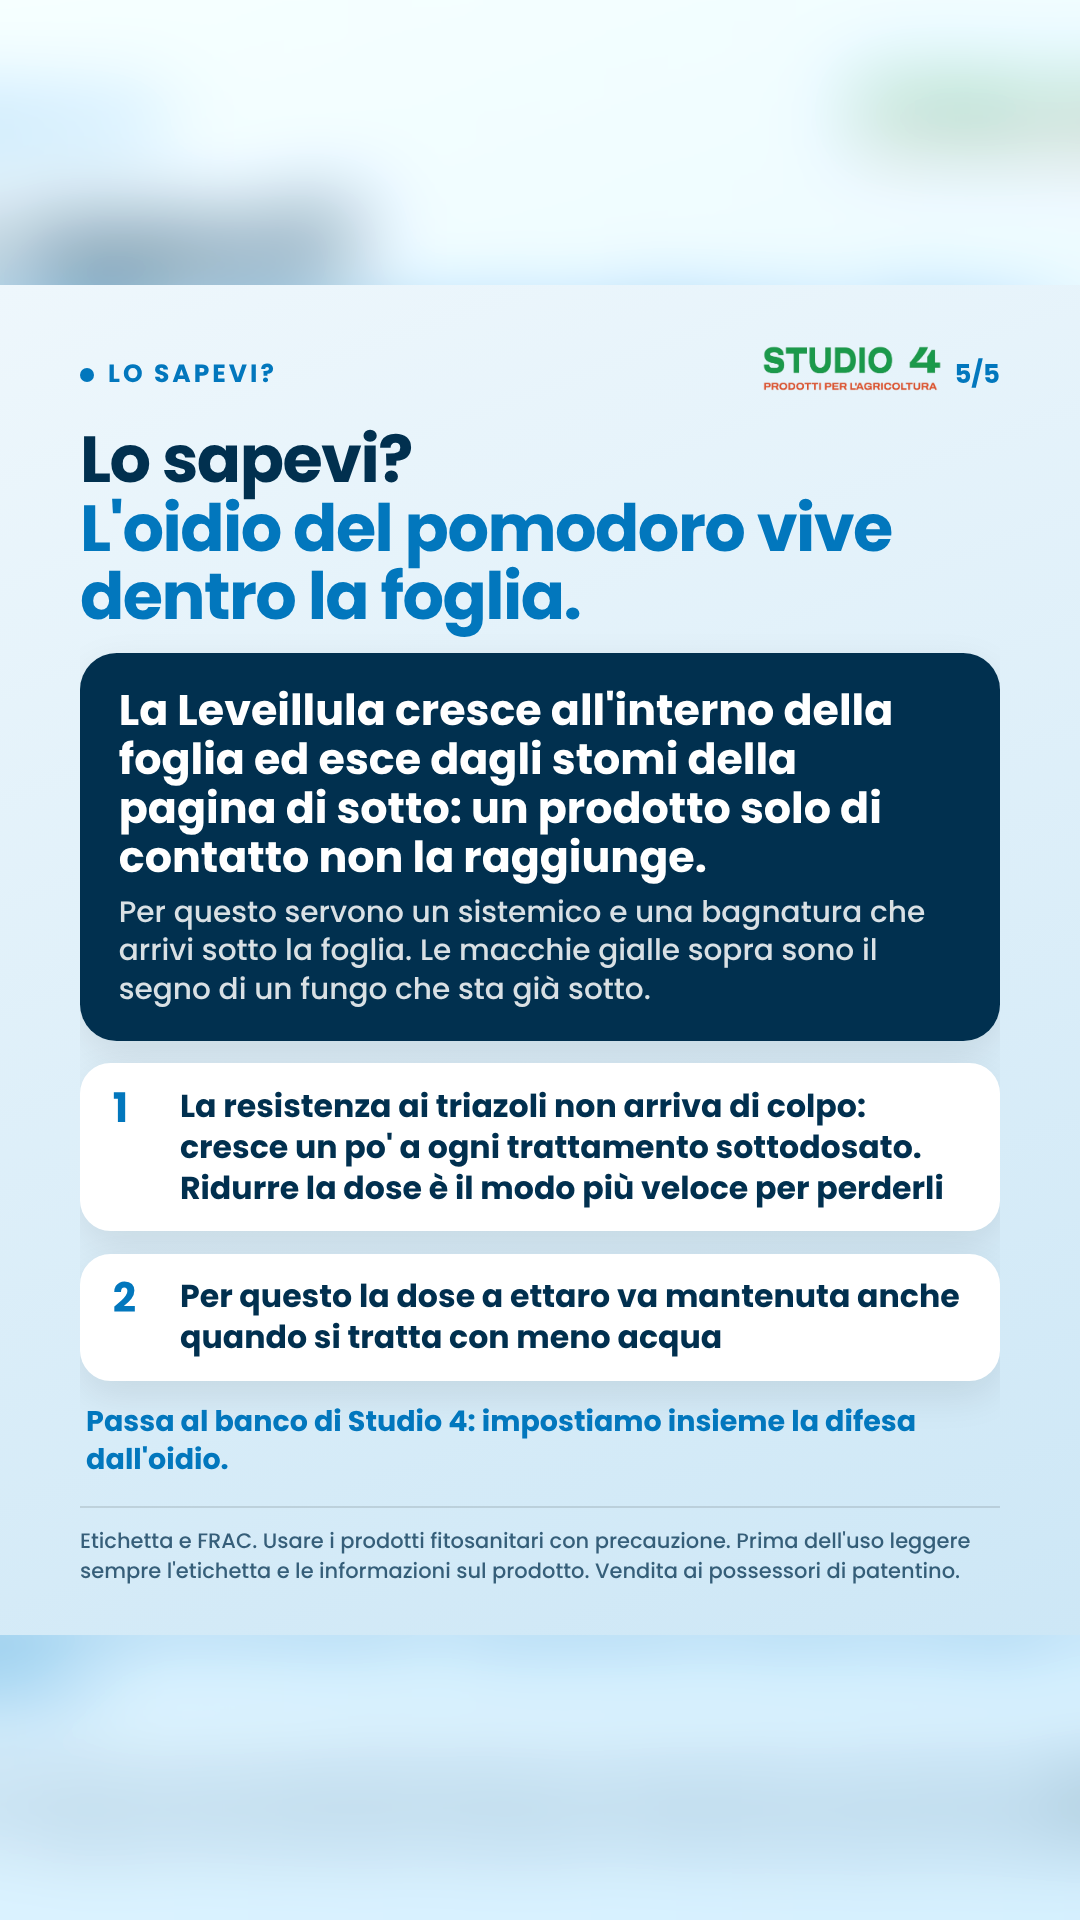 LO SAPEVI?
STUDIO 4
PRODOTTI PER L'AGRICOLTURA
5/5
Lo sapevi?
L'oidio del pomodoro vive
dentro la foglia.
La Leveillula cresce all'interno della
foglia ed esce dagli stomi della
pagina di sotto: un prodotto solo di
contatto non la raggiunge.
Per questo servono un sistemico e una bagnatura che
arrivi sotto la foglia. Le macchie gialle sopra sono il
segno di un fungo che sta già sotto.
1
La resistenza ai triazoli non arriva di colpo:
cresce un po' a ogni trattamento sottodosato.
Ridurre la dose è il modo più veloce per perderli
2
Per questo la dose a ettaro va mantenuta anche
quando si tratta con meno acqua
Passa al banco di Studio 4: impostiamo insieme la difesa
dall'oidio.
Etichetta e FRAC. Usare i prodotti fitosanitari con precauzione. Prima dell'uso leggere
sempre l'etichetta e le informazioni sul prodotto. Vendita ai possessori di patentino.